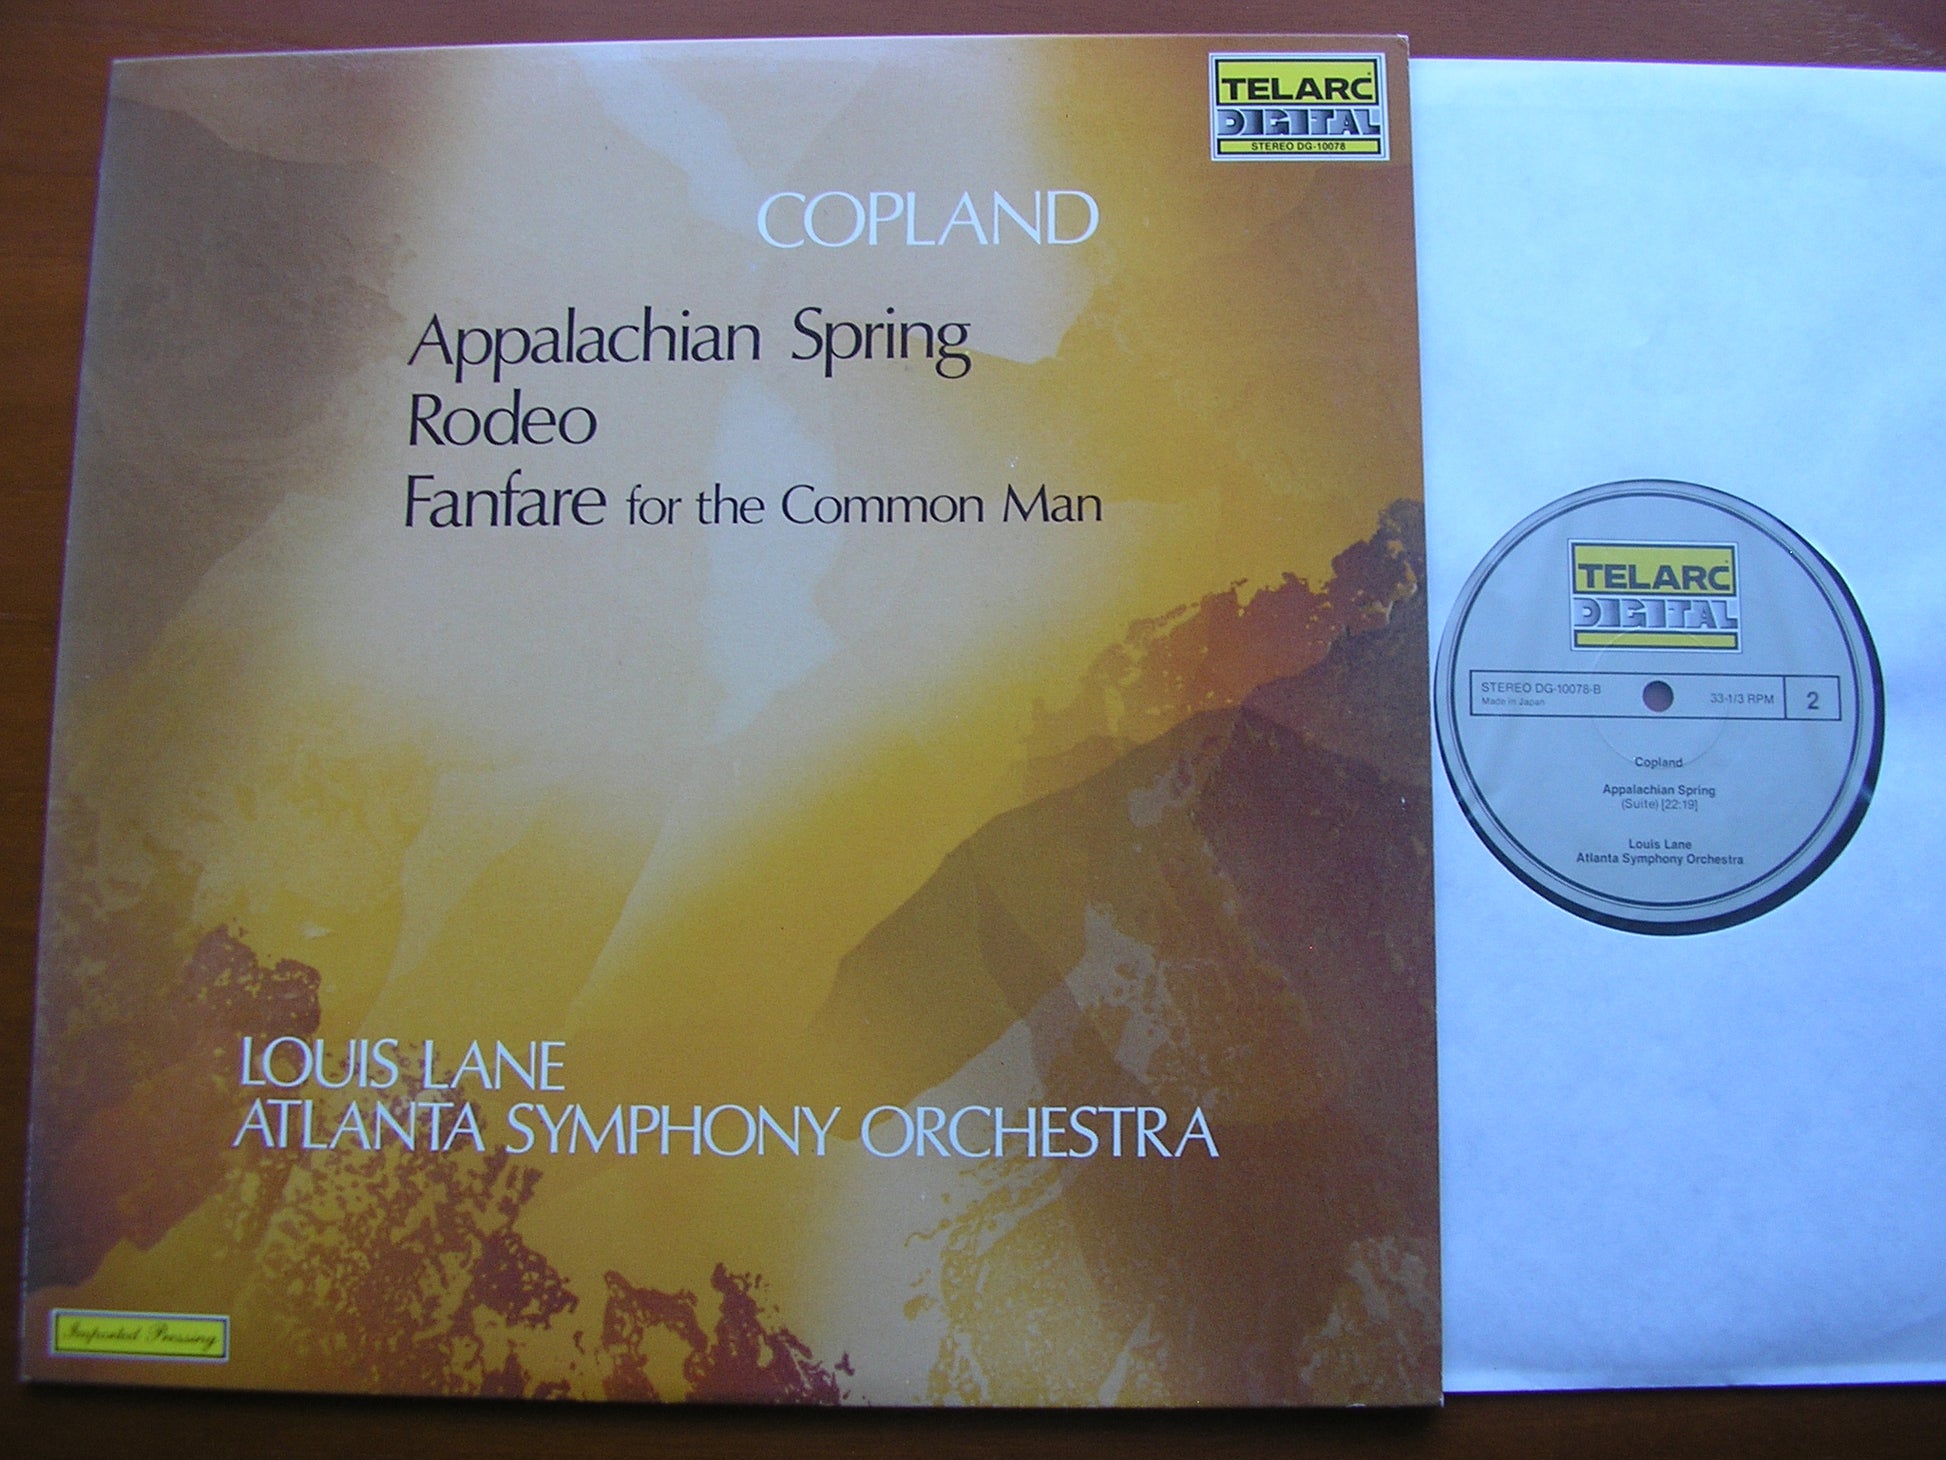 TELARC
DIGITAL
STEREO DG-10078
COPLAND
Appalachian Spring
Rodeo
Fanfare for the Common Man
LOUIS LANE
ATLANTA SYMPHONY ORCHESTRA
Imported Pressing
TELARC
DIGITAL
STEREO DG-10078-B
Made in Japan
33-1/3 RPM
2
Copland
Appalachian Spring
(Suite) [22:19]
Louis Lane
Atlanta Symphony Orchestra